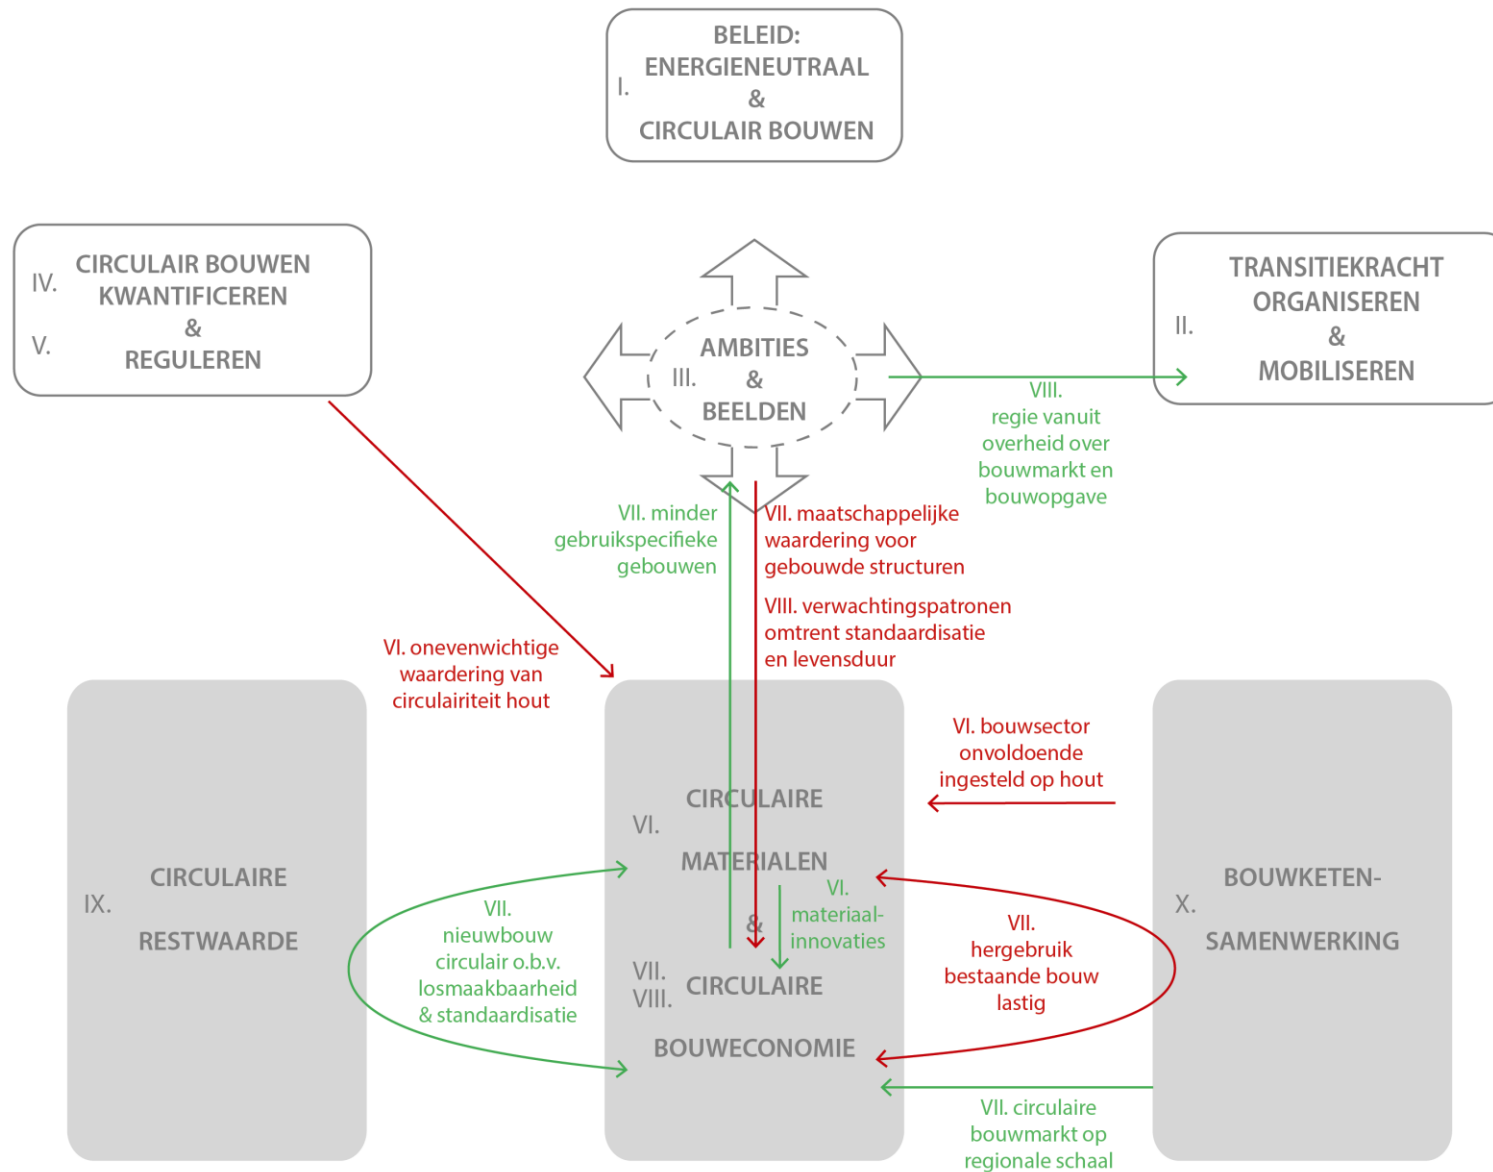 BELEID:
ENERGIENEUTRAAL
I.
&
CIRCULAIR BOUWEN
IV.
V.
CIRCULAIR BOUWEN
KWANTIFICEREN
&
REGULEREN
III.
AMBITIES
&
BEELDEN
II.
TRANSITIEKRACHT
ORGANISEREN
&
MOBILISEREN
VIII.
regie vanuit
overheid over
bouwmarkt en
bouwopgave
VII. minder
gebruikspecifieke
gebouwen
VII. maatschappelijke
waardering voor
gebouwde structuren
VIII. verwachtingspatronen
omtrent standaardisatie
en levensduur
VI. onevenwichtige
waardering van
circulairiteit hout
VI. bouwsector
onvoldoende
ingesteld op hout
IX.
CIRCULAIRE
RESTWAARDE
VII.
nieuwbouw
circulair o.b.v.
losmaakbaarheid
& standaardisatie
CIRCULAIRE
VI.
MATERIALEN
&
VII.
VIII.
CIRCULAIRE
BOUWECONOMIE
VI.
materiaal-
innovaties
VII.
hergebruik
bestaande bouw
lastig
X.
BOUWKETEN-
SAMENWERKING
VII. circulaire
bouwmarkt op
regionale schaal